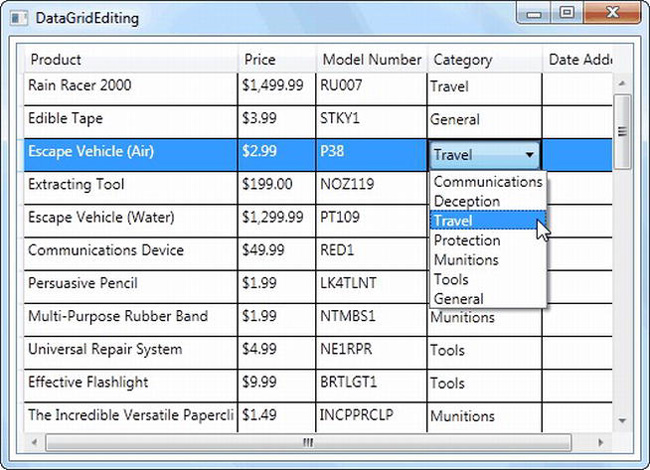 DataGridEditing
Product Price Model Number Category Date Adde
Rain Racer 2000 $1,499.99 RU007 Travel
Edible Tape $3.99 STKY1 General
Escape Vehicle (Air) $2.99 P38 Travel
Extracting Tool $199.00 NOZ119
Escape Vehicle (Water) $1,299.99 PT109
Communications Device $49.99 RED1
Persuasive Pencil $1.99 LK4TLNT
Multi-Purpose Rubber Band $1.99 NTMBS1 Munitions
Universal Repair System $4.99 NE1RPR Tools
Effective Flashlight $9.99 BRTLGT1 Tools
The Incredible Versatile Papercli $1.49 INCPPRCLP Munitions
Communications
Deception
Travel
Protection
Munitions
Tools
General